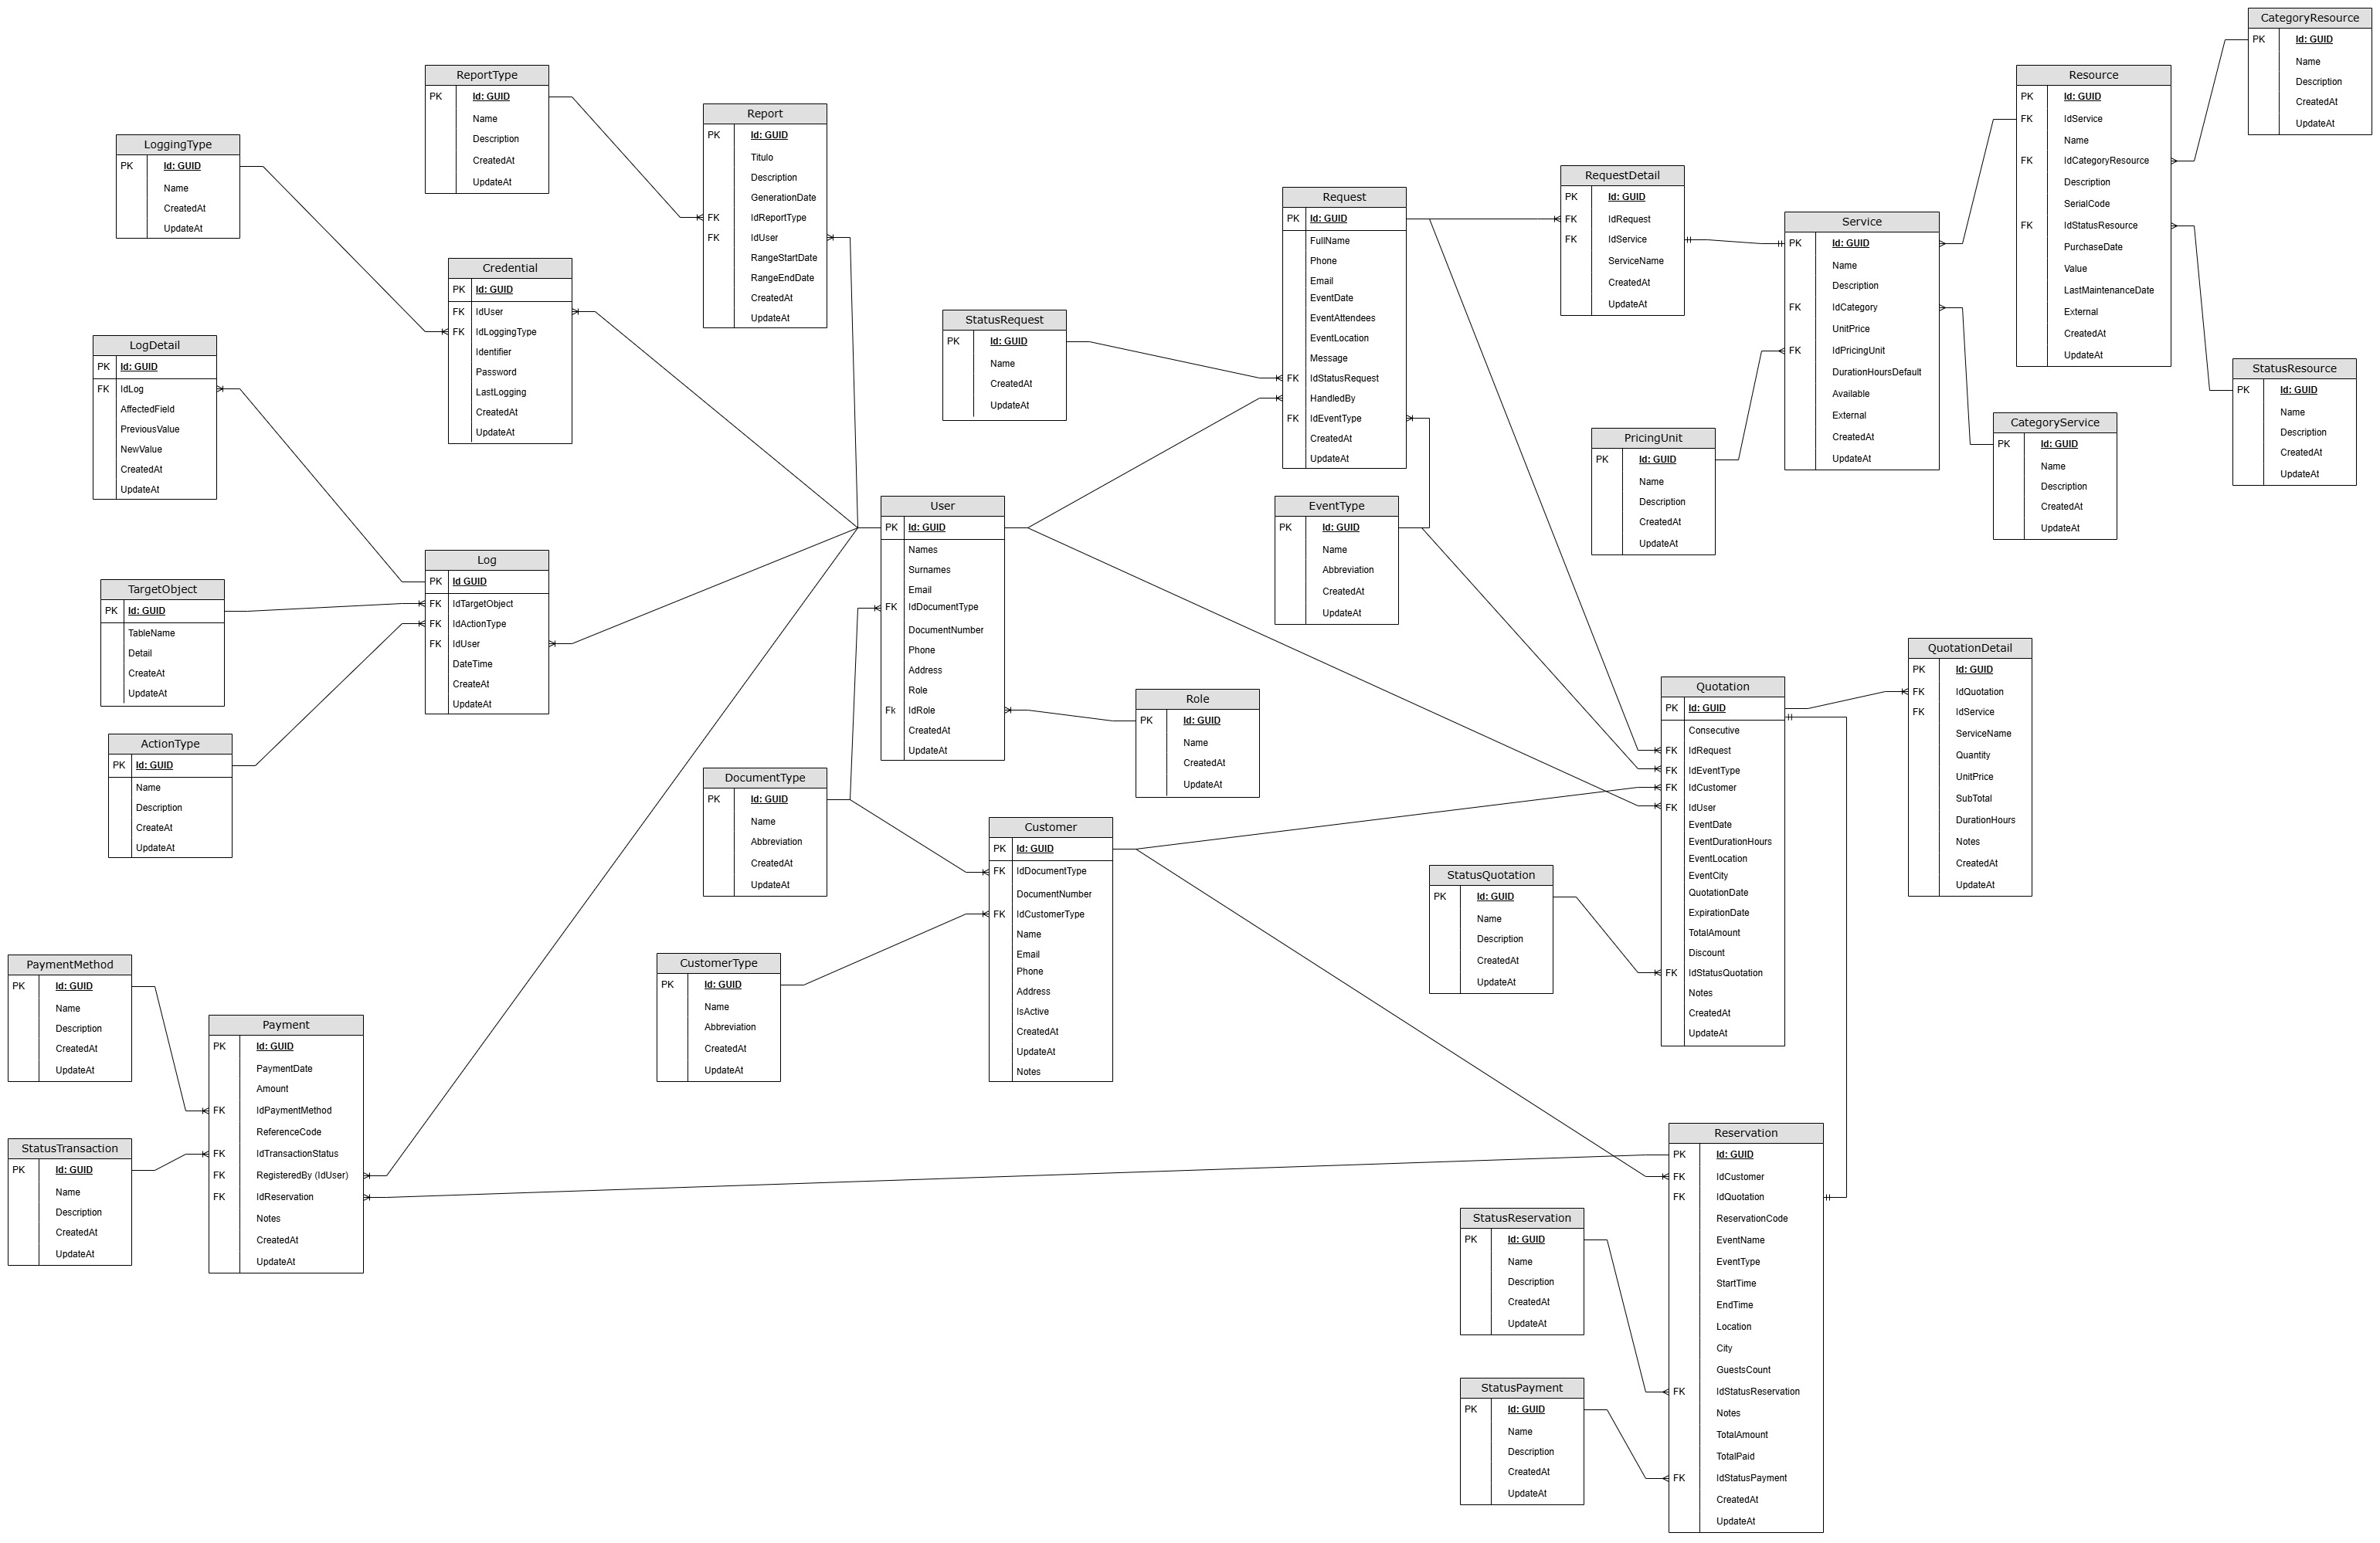 CategoryResource
PK Id: GUID
Name
Description
CreatedAt
UpdateAt
ReportType
PK Id: GUID
Name
Description
CreatedAt
UpdateAt
Resource
PK Id: GUID
FK IdService
Name
FK IdCategoryResource
Description
SerialCode
FK IdStatusResource
PurchaseDate
Value
LastMaintenanceDate
External
CreatedAt
UpdateAt
Report
PK Id: GUID
Titulo
Description
GenerationDate
FK IdReportType
FK IdUser
RangeStartDate
RangeEndDate
CreatedAt
UpdateAt
LoggingType
PK Id: GUID
Name
CreatedAt
UpdateAt
RequestDetail
PK Id: GUID
FK IdRequest
FK IdService
ServiceName
CreatedAt
UpdateAt
Request
PK Id: GUID
FullName
Phone
Email
EventDate
EventAttendees
EventLocation
Message
FK IdStatusRequest
HandledBy
FK IdEventType
CreatedAt
UpdateAt
Service
PK Id: GUID
Name
Description
FK IdCategory
UnitPrice
FK IdPricingUnit
DurationHoursDefault
Available
External
CreatedAt
UpdateAt
Credential
PK Id: GUID
FK IdUser
FK IdLoggingType
Identifier
Password
LastLogging
CreatedAt
UpdateAt
StatusRequest
PK Id: GUID
Name
CreatedAt
UpdateAt
LogDetail
PK Id: GUID
FK IdLog
AffectedField
PreviousValue
NewValue
CreatedAt
UpdateAt
StatusResource
PK Id: GUID
Name
Description
CreatedAt
UpdateAt
CategoryService
PK Id: GUID
Name
Description
CreatedAt
UpdateAt
PricingUnit
PK Id: GUID
Name
Description
CreatedAt
UpdateAt
User
PK Id: GUID
Names
Surnames
Email
FK IdDocumentType
DocumentNumber
Phone
Address
Role
Fk IdRole
CreatedAt
UpdateAt
EventType
PK Id: GUID
Name
Abbreviation
CreatedAt
UpdateAt
Log
PK Id GUID
FK IdTargetObject
FK IdActionType
FK IdUser
DateTime
CreateAt
UpdateAt
TargetObject
PK Id: GUID
TableName
Detail
CreateAt
UpdateAt
QuotationDetail
PK Id: GUID
FK IdQuotation
FK IdService
ServiceName
Quantity
UnitPrice
SubTotal
DurationHours
Notes
CreatedAt
UpdateAt
Quotation
PK Id: GUID
Consecutive
FK IdRequest
FK IdEventType
FK IdCustomer
FK IdUser
EventDate
EventDurationHours
EventLocation
EventCity
QuotationDate
ExpirationDate
TotalAmount
Discount
FK IdStatusQuotation
Notes
CreatedAt
UpdateAt
Role
PK Id: GUID
Name
CreatedAt
UpdateAt
ActionType
PK Id: GUID
Name
Description
CreateAt
UpdateAt
DocumentType
PK Id: GUID
Name
Abbreviation
CreatedAt
UpdateAt
Customer
PK Id: GUID
FK IdDocumentType
DocumentNumber
FK IdCustomerType
Name
Email
Phone
Address
IsActive
CreatedAt
UpdateAt
Notes
StatusQuotation
PK Id: GUID
Name
Description
CreatedAt
UpdateAt
CustomerType
PK Id: GUID
Name
Abbreviation
CreatedAt
UpdateAt
PaymentMethod
PK Id: GUID
Name
Description
CreatedAt
UpdateAt
Payment
PK Id: GUID
PaymentDate
Amount
FK IdPaymentMethod
ReferenceCode
FK IdTransactionStatus
FK RegisteredBy (IdUser)
FK IdReservation
Notes
CreatedAt
UpdateAt
StatusTransaction
PK Id: GUID
Name
Description
CreatedAt
UpdateAt
Reservation
PK Id: GUID
FK IdCustomer
FK IdQuotation
ReservationCode
EventName
EventType
StartTime
EndTime
Location
City
GuestsCount
FK IdStatusReservation
Notes
TotalAmount
TotalPaid
FK IdStatusPayment
CreatedAt
UpdateAt
StatusReservation
PK Id: GUID
Name
Description
CreatedAt
UpdateAt
StatusPayment
PK Id: GUID
Name
Description
CreatedAt
UpdateAt